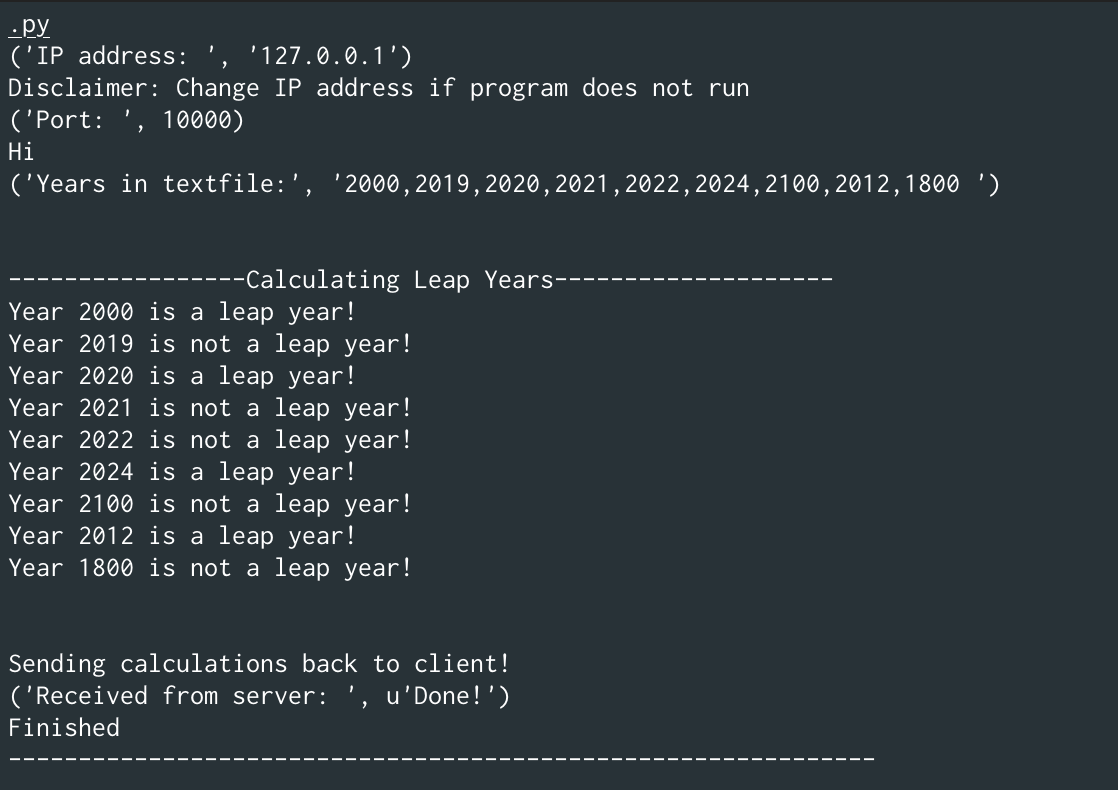 .py
('IP address: ', '127.0.0.1')
Disclaimer: Change IP address if program does not run
('Port: ', 10000)
Hi
('Years in textfile:', '2000,2019,2020,2021,2022,2024,2100,2012,1800 ')
-----------------Calculating Leap Years--------------------
Year 2000 is a leap year!
Year 2019 is not a leap year!
Year 2020 is a leap year!
Year 2021 is not a leap year!
Year 2022 is not a leap year!
Year 2024 is a leap year!
Year 2100 is not a leap year!
Year 2012 is a leap year!
Year 1800 is not a leap year!
Sending calculations back to client!
('Received from server: ', u'Done!')
Finished
--------------------------------------------------------------